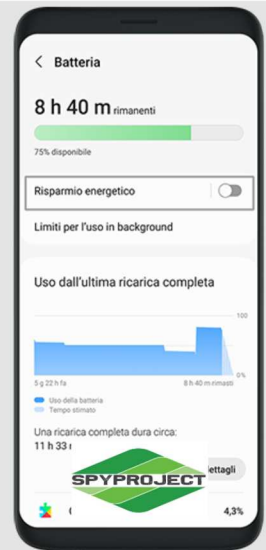 Batteria
8 h 40 m rimanenti
75% disponibile
Risparmio energetico
Limiti per l'uso in background
Uso dall'ultima ricarica completa
100
0%
5 g 22 h fa 8 h 40 m rimasti
Uso della batteria
Tempo stimato
Una ricarica completa dura circa:
11 h 33
ettagli
SPYPROJECT
4,3%